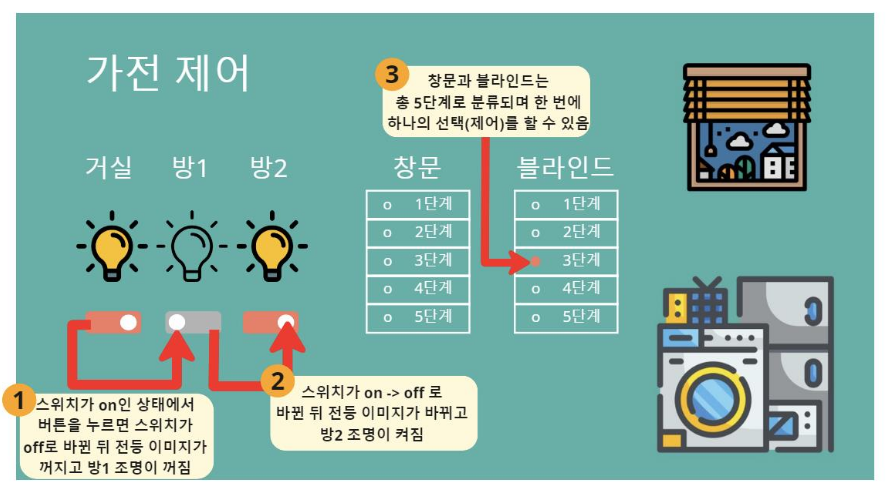 가전 제어
3
창문과 블라인드는
총 5단계로 분류되며 한 번에
하나의 선택(제어)를 할 수 있음
거실 방1 방2
창문
블라인드
o 1단계
o 2단계
o 3단계
o 4단계
o 5단계
o 1단계
o 2단계
3단계
o 4단계
o 5단계
1
스위치가 on인 상태에서
버튼을 누르면 스위치가
off로 바뀐 뒤 전등 이미지가
꺼지고 방1 조명이 꺼짐
2
스위치가 on -> off 로
바뀐 뒤 전등 이미지가 바뀌고
방2 조명이 켜짐